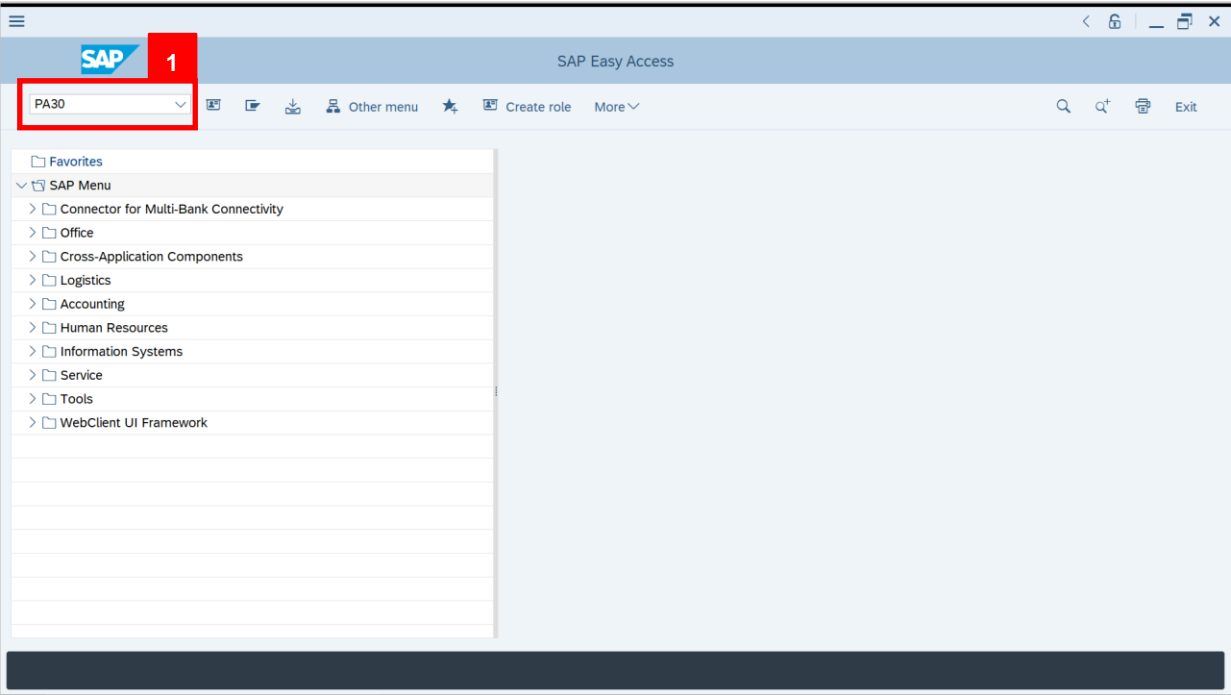 SAP
1
SAP Easy Access
PA30
Other menu
Create role
More
Exit
Favorites
SAP Menu
Connector for Multi-Bank Connectivity
Office
Cross-Application Components
Logistics
Accounting
Human Resources
Information Systems
Service
Tools
WebClient UI Framework